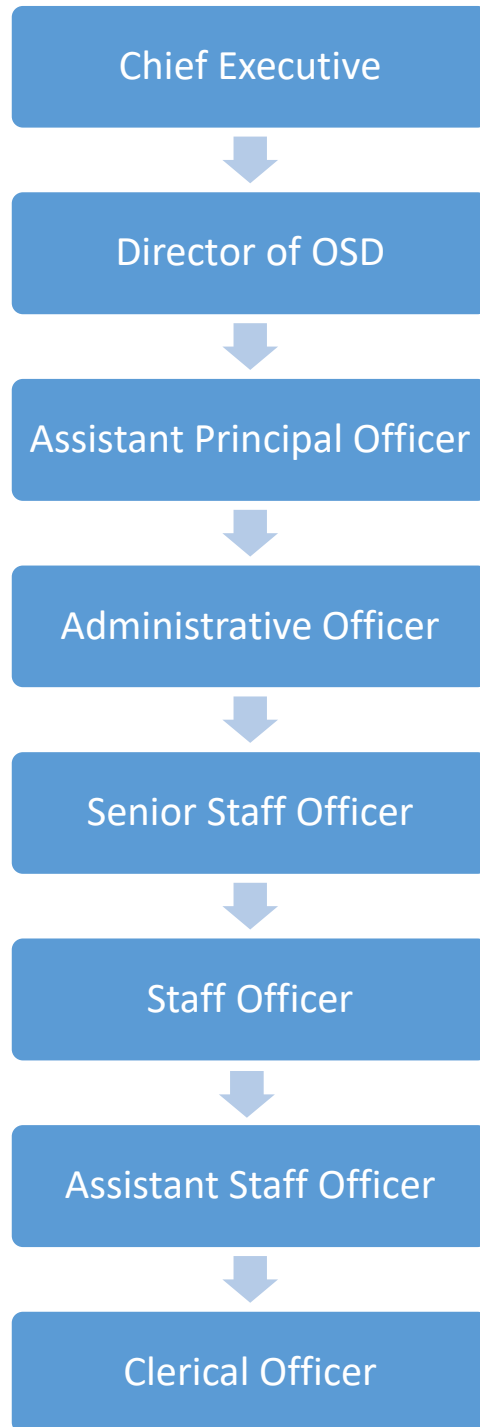 Chief Executive
Director of OSD
Assistant Principal Officer
Administrative Officer
Senior Staff Officer
Staff Officer
Assistant Staff Officer
Clerical Officer